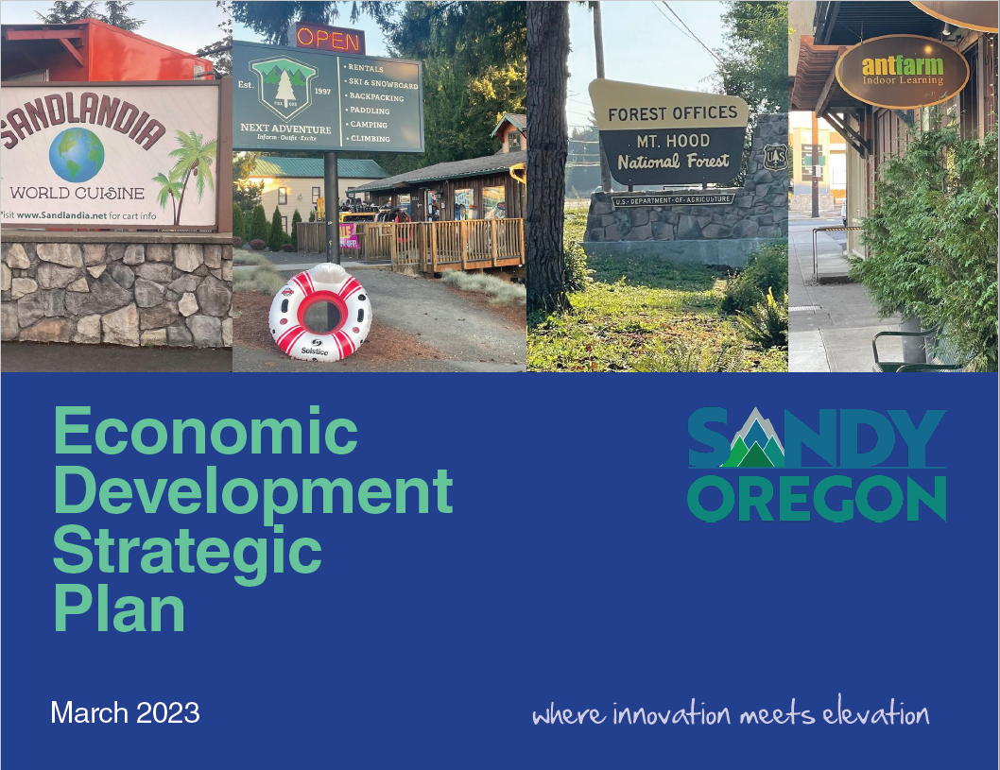 SANDLANDIA
WORLD CUISINE
Visit www.Sandlandia.net for cart info
OPEN
Est.
1997
NEXT ADVENTURE
Inform · Outfit · Excite
• RENTALS
• SKI & SNOWBOARD
• BACKPACKING
• PADDLING
• CAMPING
• CLIMBING
Solstice
FOREST OFFICES
MT. HOOD
National Forest
U.S. DEPARTMENT OF AGRICULTURE
U S
antfarm
Indoor Learning
Economic
Development
Strategic
Plan
SANDY
OREGON
March 2023
where innovation meets elevation